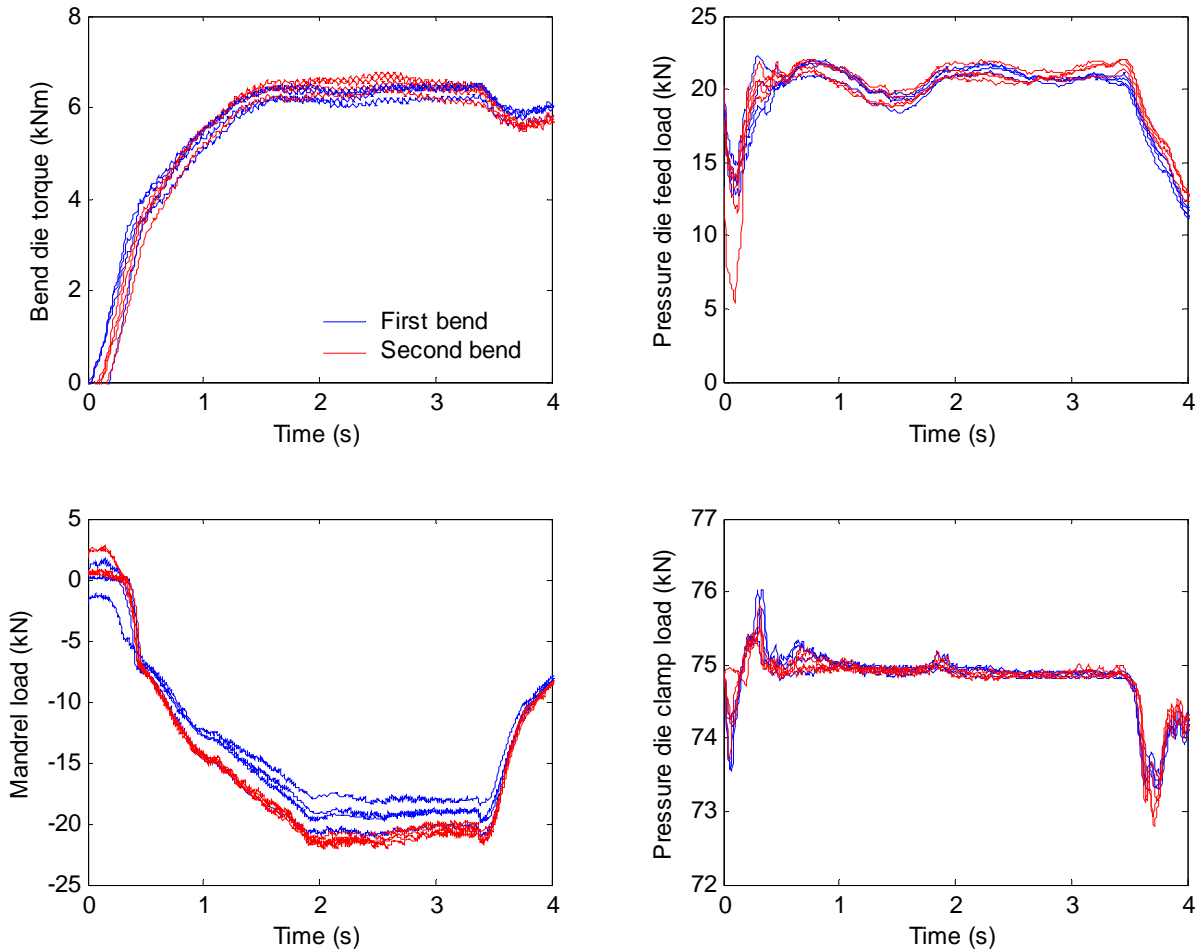 Bend die torque (kNm)
8
6
4
2
0
0 1 2 3 4
Time (s)
First bend
Second bend
Pressure die feed load (kN)
25
20
15
10
5
0
0 1 2 3 4
Time (s)
Mandrel load (kN)
5
0
-5
-10
-15
-20
-25
0 1 2 3 4
Time (s)
Pressure die clamp load (kN)
77
76
75
74
73
72
0 1 2 3 4
Time (s)